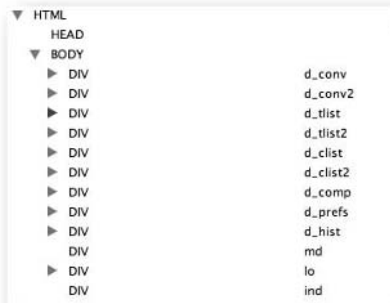 HTML
HEAD
BODY
DIV d_conv
DIV d_conv2
DIV d_tlist
DIV d_tlist2
DIV d_clist
DIV d_clist2
DIV d_comp
DIV d_prefs
DIV d_hist
DIV md
DIV lo
DIV ind